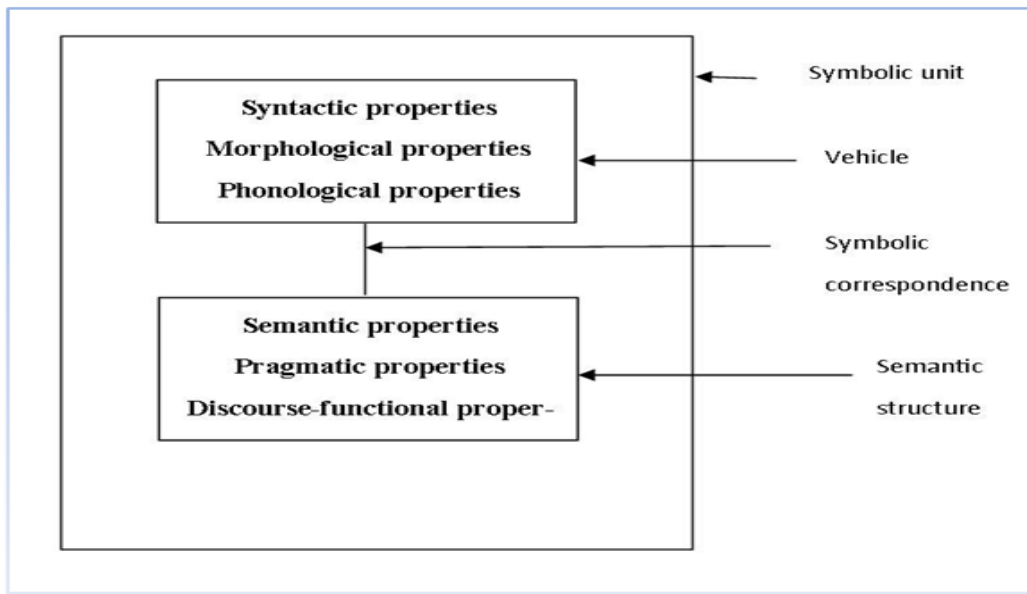 Syntactic properties
Morphological properties
Phonological properties
Semantic properties
Pragmatic properties
Discourse-functional proper-
Symbolic unit
Vehicle
Symbolic
correspondence
Semantic
structure